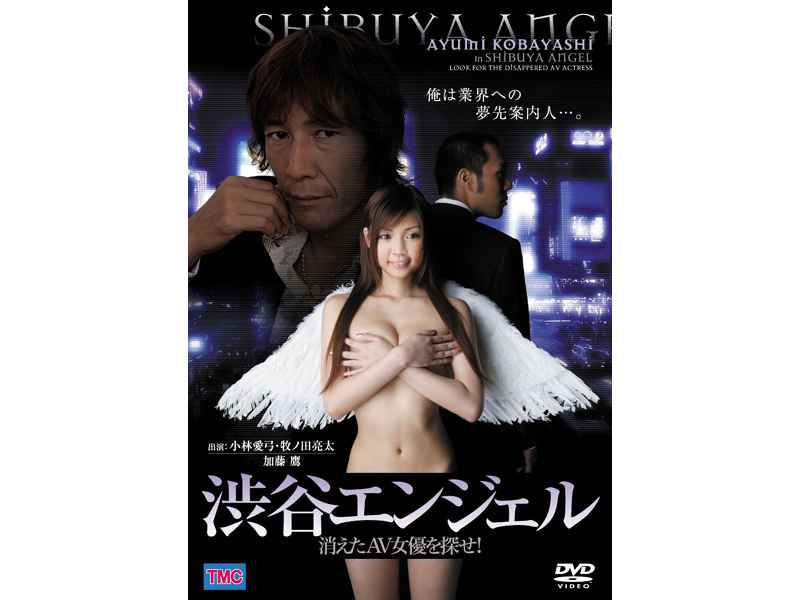 SHIBUYA ANGEL
AYUMI KOBAYASHI
in SHIBUYA ANGEL
LOOK FOR THE DISAPPERED AV ACTRESS
俺は業界への
夢先案内人…。
出演:小林愛弓・牧ノ田亮太
加藤 鷹
渋谷エンジェル
消えたAV女優を探せ!
TMC
DVD
VIDEO